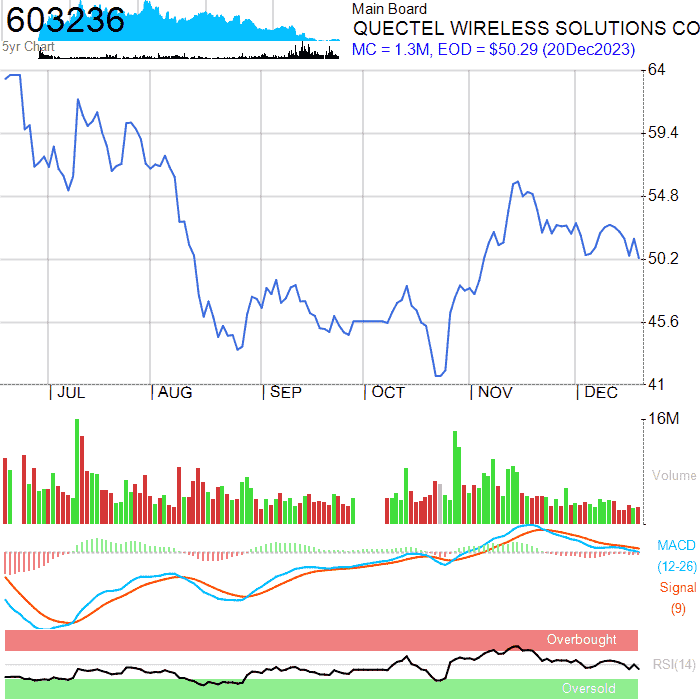 603236
5yr Chart
Main Board
QUECTEL WIRELESS SOLUTIONS CO
MC = 1.3M, EOD = $50.29 (20Dec2023)
64
59.4
54.8
50.2
45.6
41
JUL AUG SEP OCT NOV DEC
16M
Volume
MACD
(12-26)
Signal
(9)
Overbought
RSI(14)
Oversold